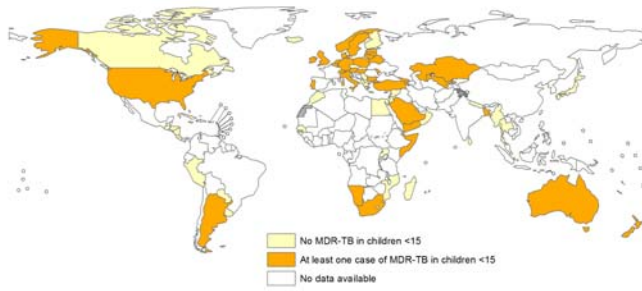 No MDR-TB in children <15
At least one case of MDR-TB in children <15
No data available